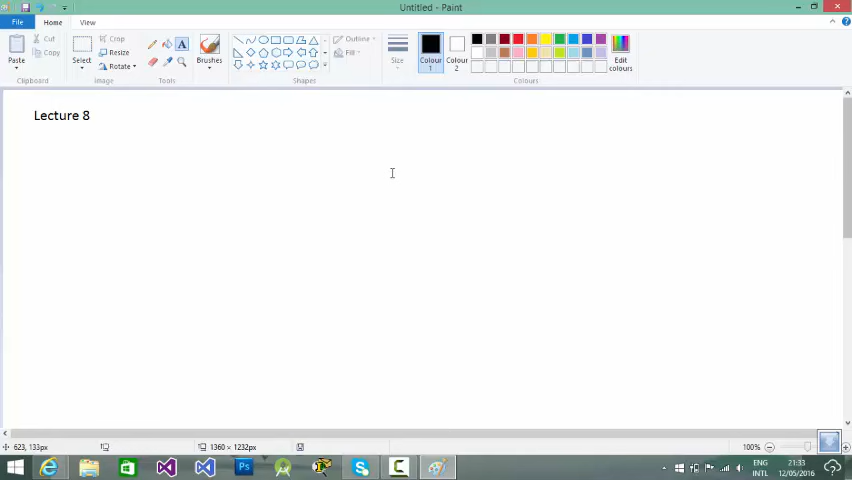 Untitled - Paint
File Home View
Paste
Cut
Copy
Clipboard
Select
Crop
Resize
Rotate
Image
A
Tools
Brushes
Outline
Fill
Shapes
Size
Colour 1
Colour 2
Edit colours
Colours
Lecture 8
623, 133px
1360 × 1232px
100%
Ps
ENG
INTL
21:33
12/05/2016